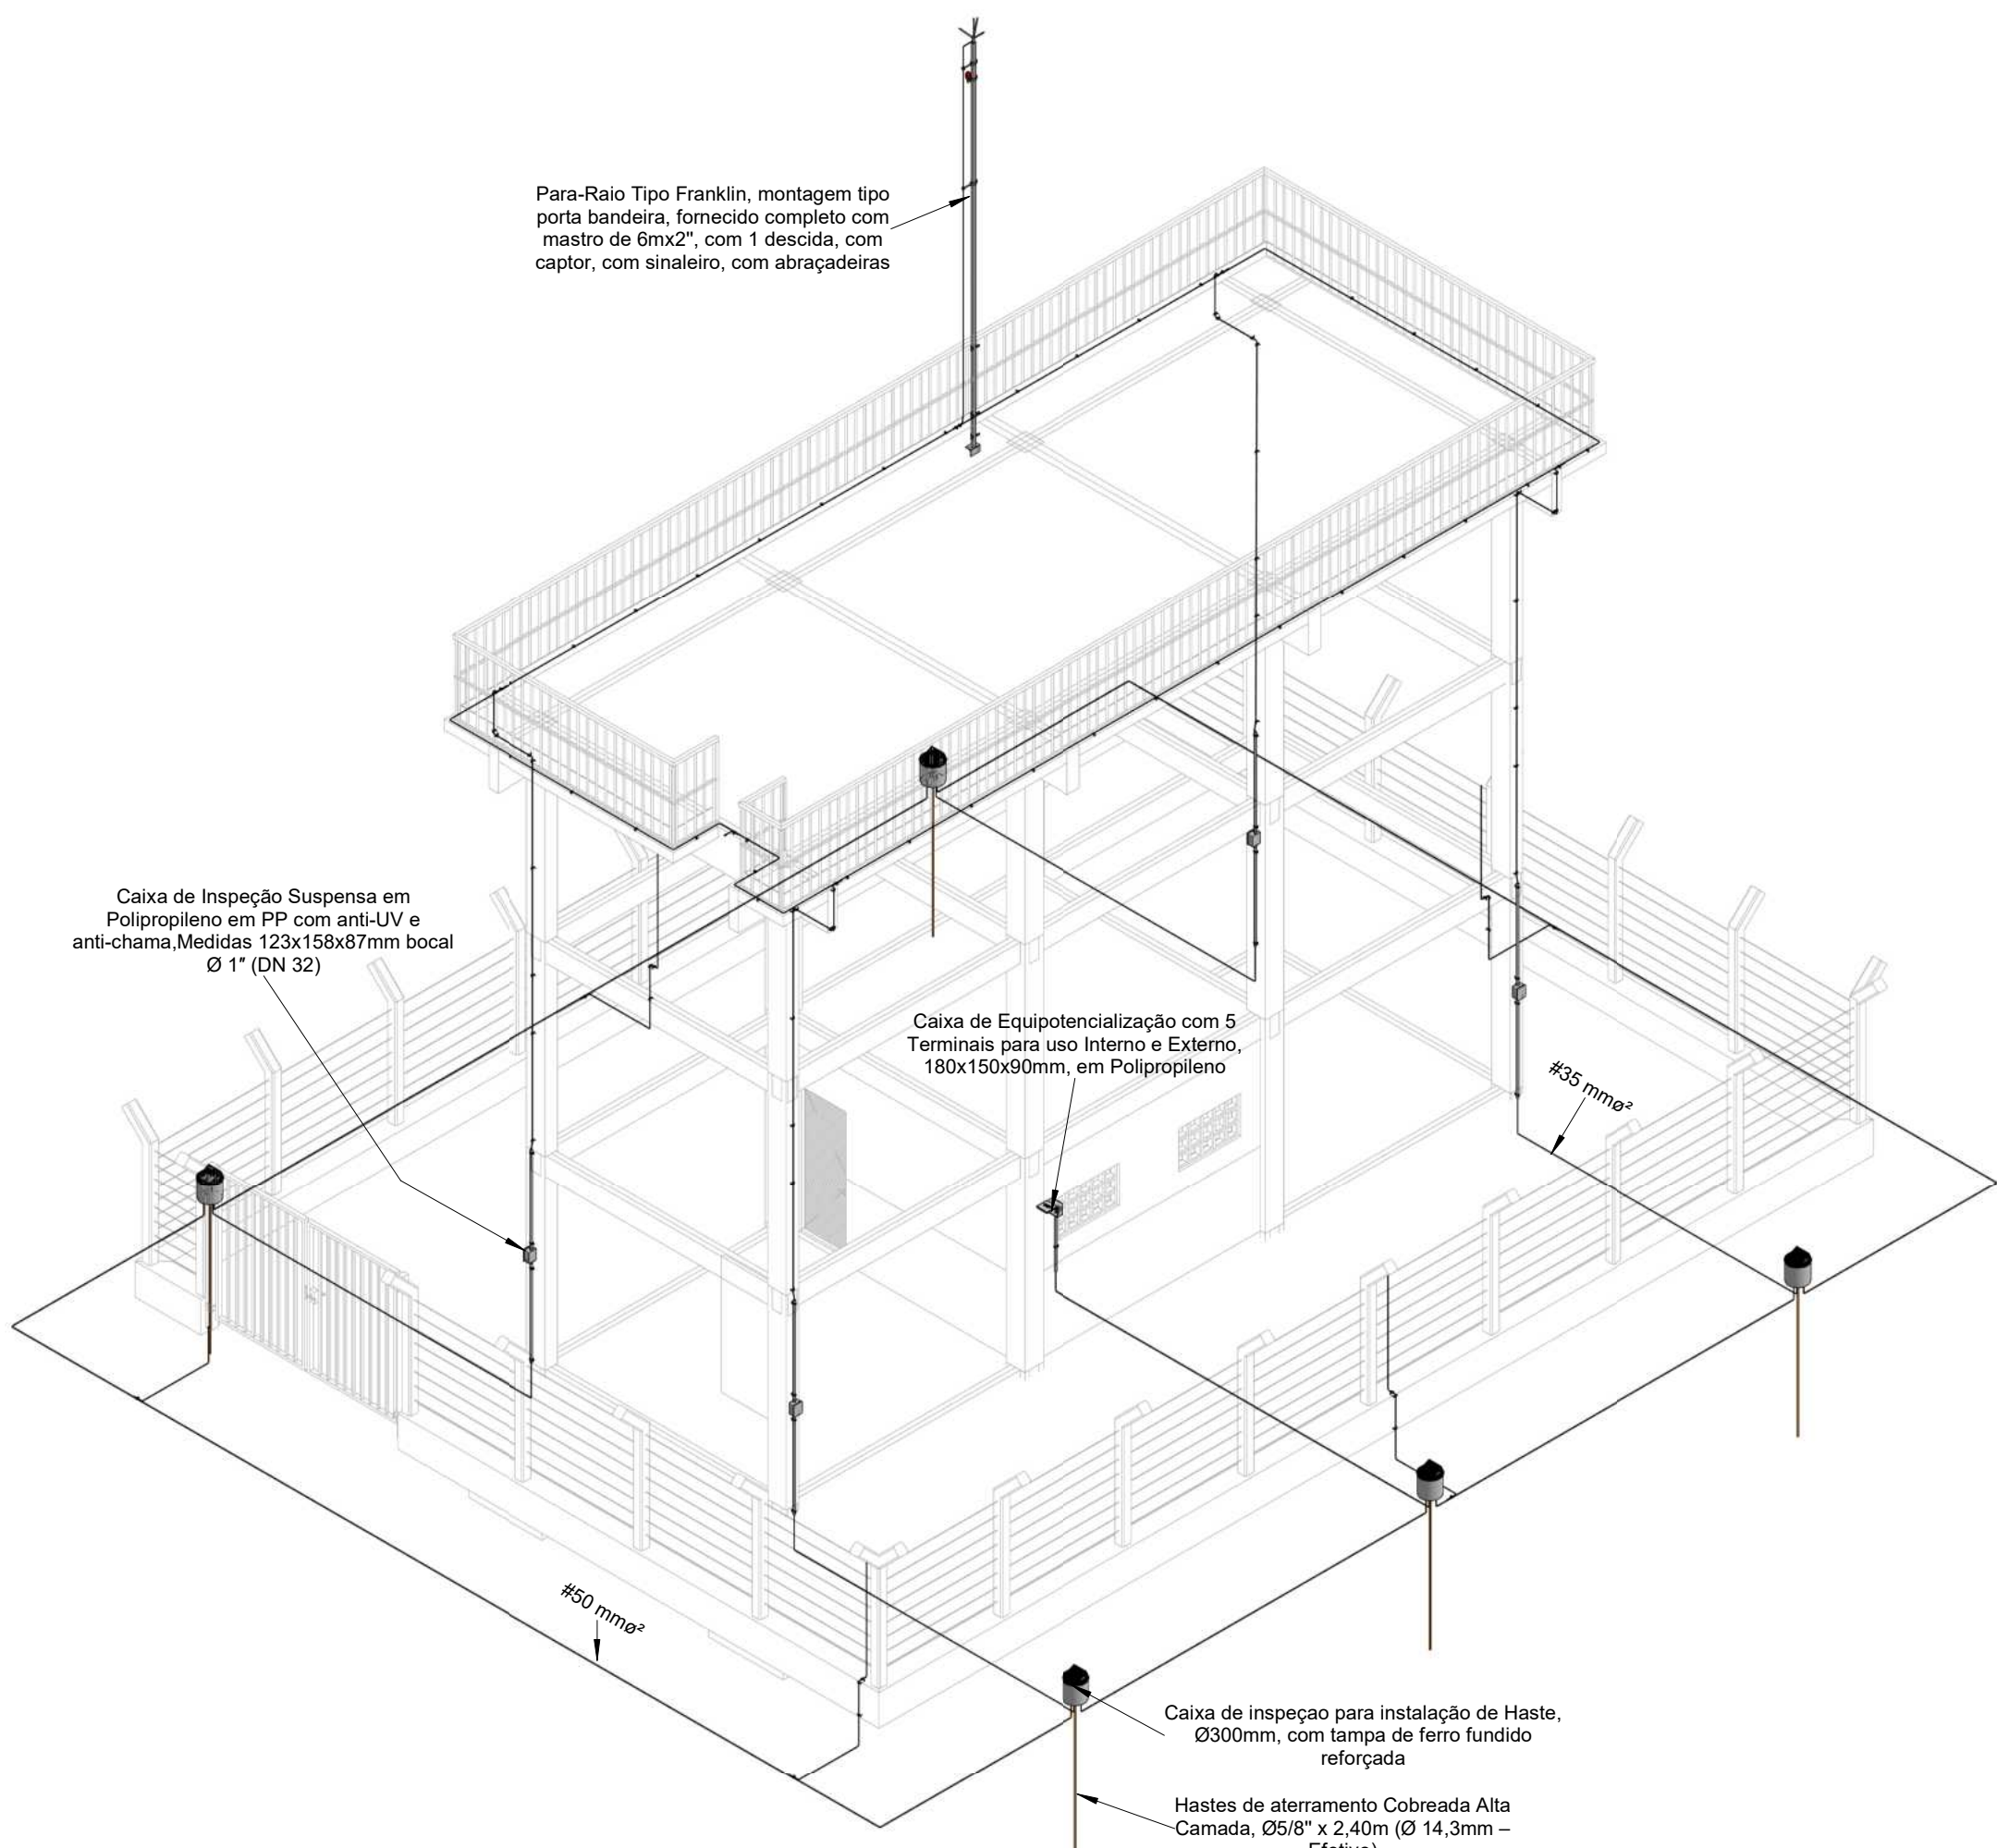 Para-Raio Tipo Franklin, montagem tipo
porta bandeira, fornecido completo com
mastro de 6mx2", com 1 descida, com
captor, com sinaleiro, com abraçadeiras
Caixa de Inspeção Suspensa em
Polipropileno em PP com anti-UV e
anti-chama,Medidas 123x158x87mm bocal
Ø 1" (DN 32)
Caixa de Equipotencialização com 5
Terminais para uso Interno e Externo,
180x150x90mm, em Polipropileno
#35 mmø²
#50 mmø²
Caixa de inspeçao para instalação de Haste,
Ø300mm, com tampa de ferro fundido
reforçada
Hastes de aterramento Cobreada Alta
Camada, Ø5/8" x 2,40m (Ø 14,3mm –